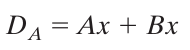 D_A = Ax + Bx